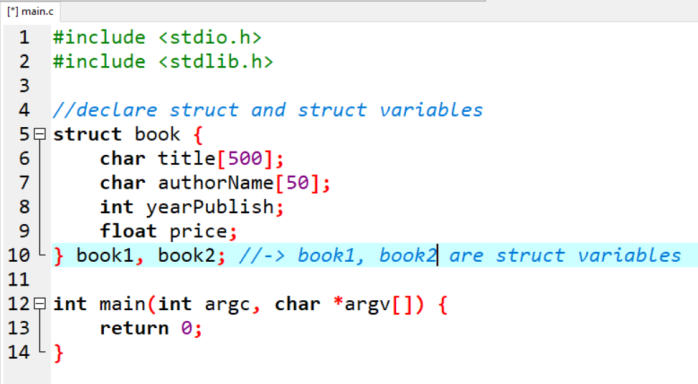 [*] main.c
1 #include <stdio.h>
2 #include <stdlib.h>
3
4 //declare struct and struct variables
5 struct book {
6 char title[500];
7 char authorName[50];
8 int yearPublish;
9 float price;
10 } book1, book2; //-> book1, book2 are struct variables
11
12 int main(int argc, char *argv[]) {
13 return 0;
14 }